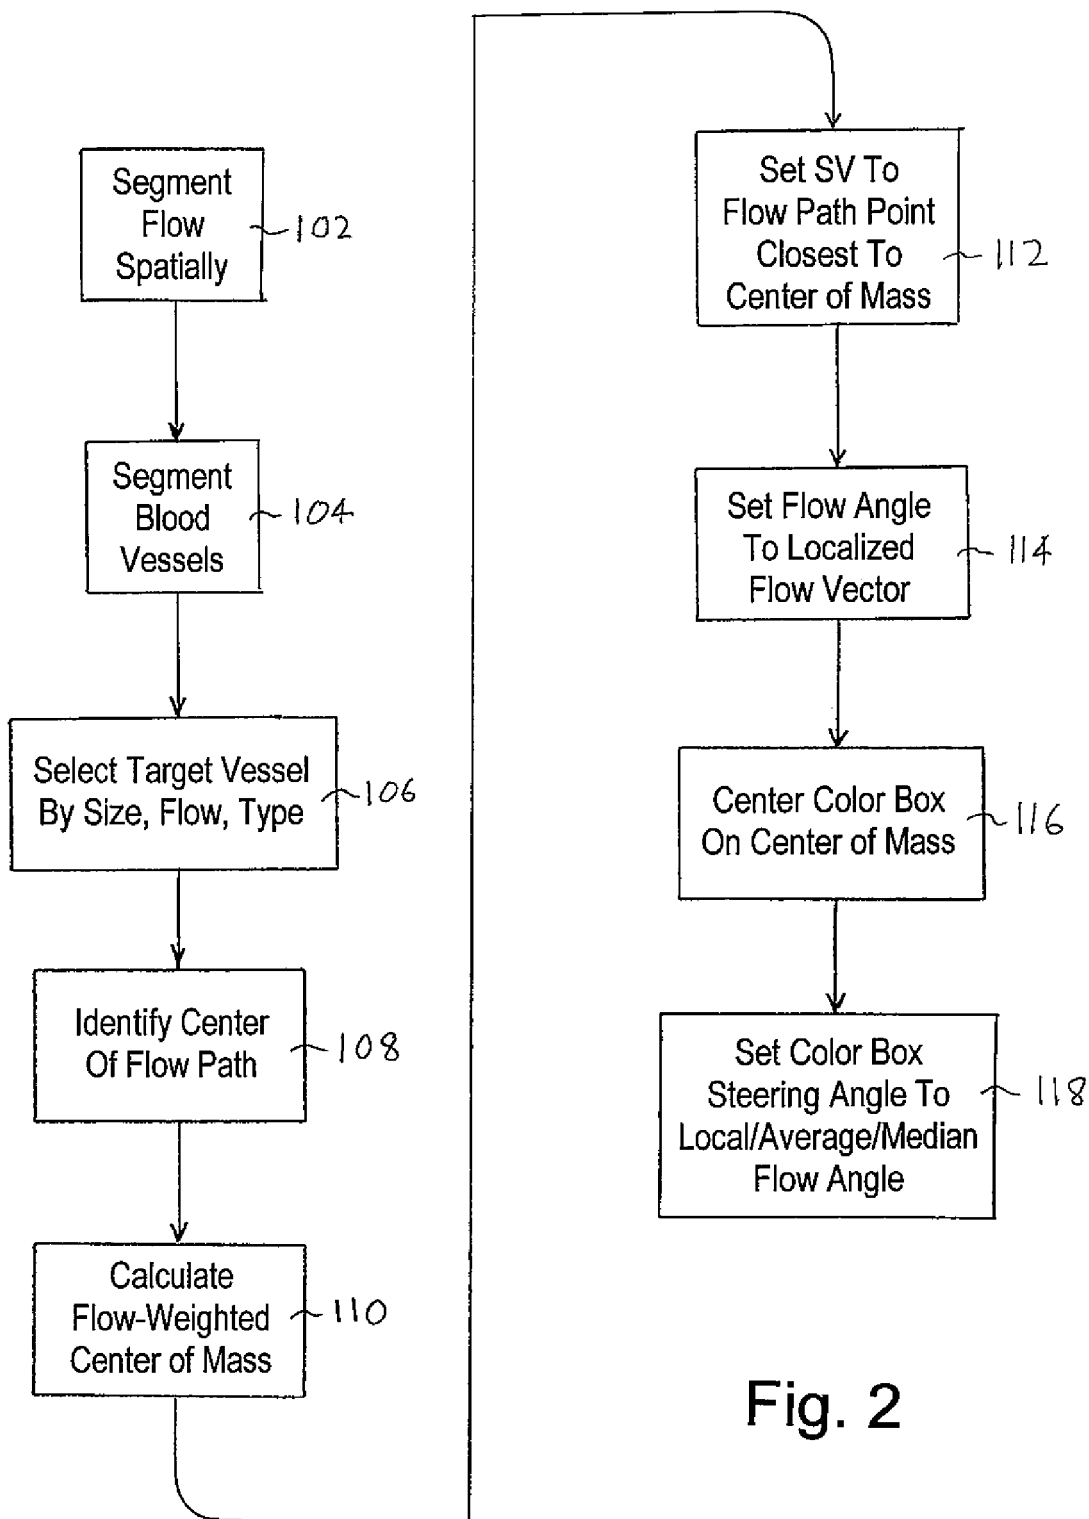 Segment
Flow
Spatially
102
Segment
Blood
Vessels
104
Select Target Vessel
By Size, Flow, Type
106
Identify Center
Of Flow Path
108
Calculate
Flow-Weighted
Center of Mass
110
Set SV To
Flow Path Point
Closest To
Center of Mass
112
Set Flow Angle
To Localized
Flow Vector
114
Center Color Box
On Center of Mass
116
Set Color Box
Steering Angle To
Local/Average/Median
Flow Angle
118
Fig. 2